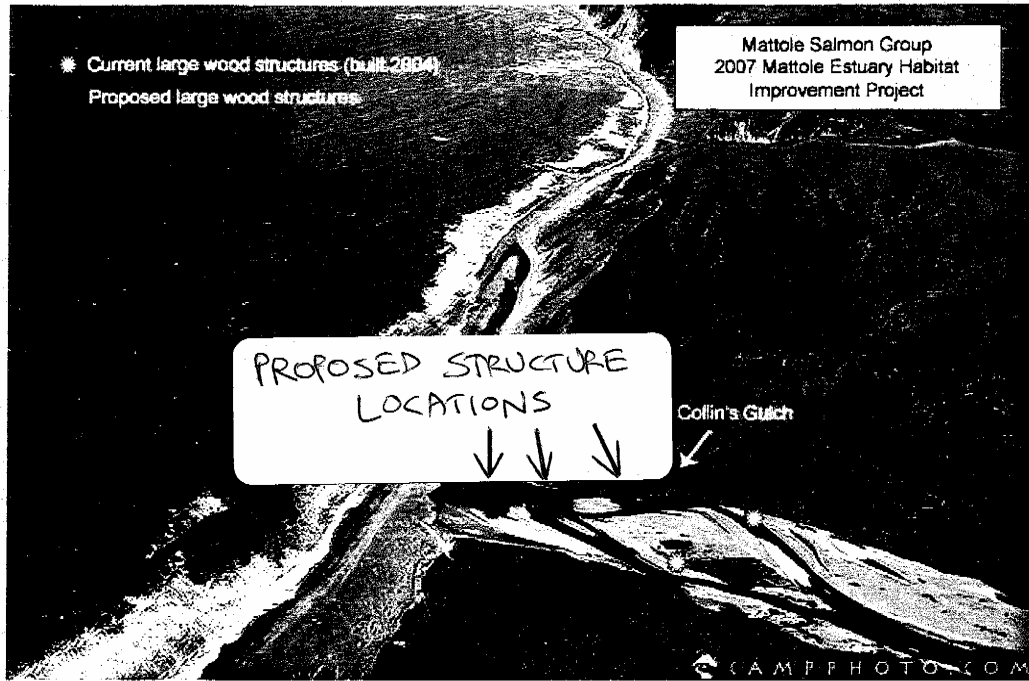 Current large wood structures (built 2004)
Proposed large wood structures
Mattole Salmon Group
2007 Mattole Estuary Habitat
Improvement Project
PROPOSED STRUCTURE
LOCATIONS
Collin's Gulch
CAMPPHOTO.COM